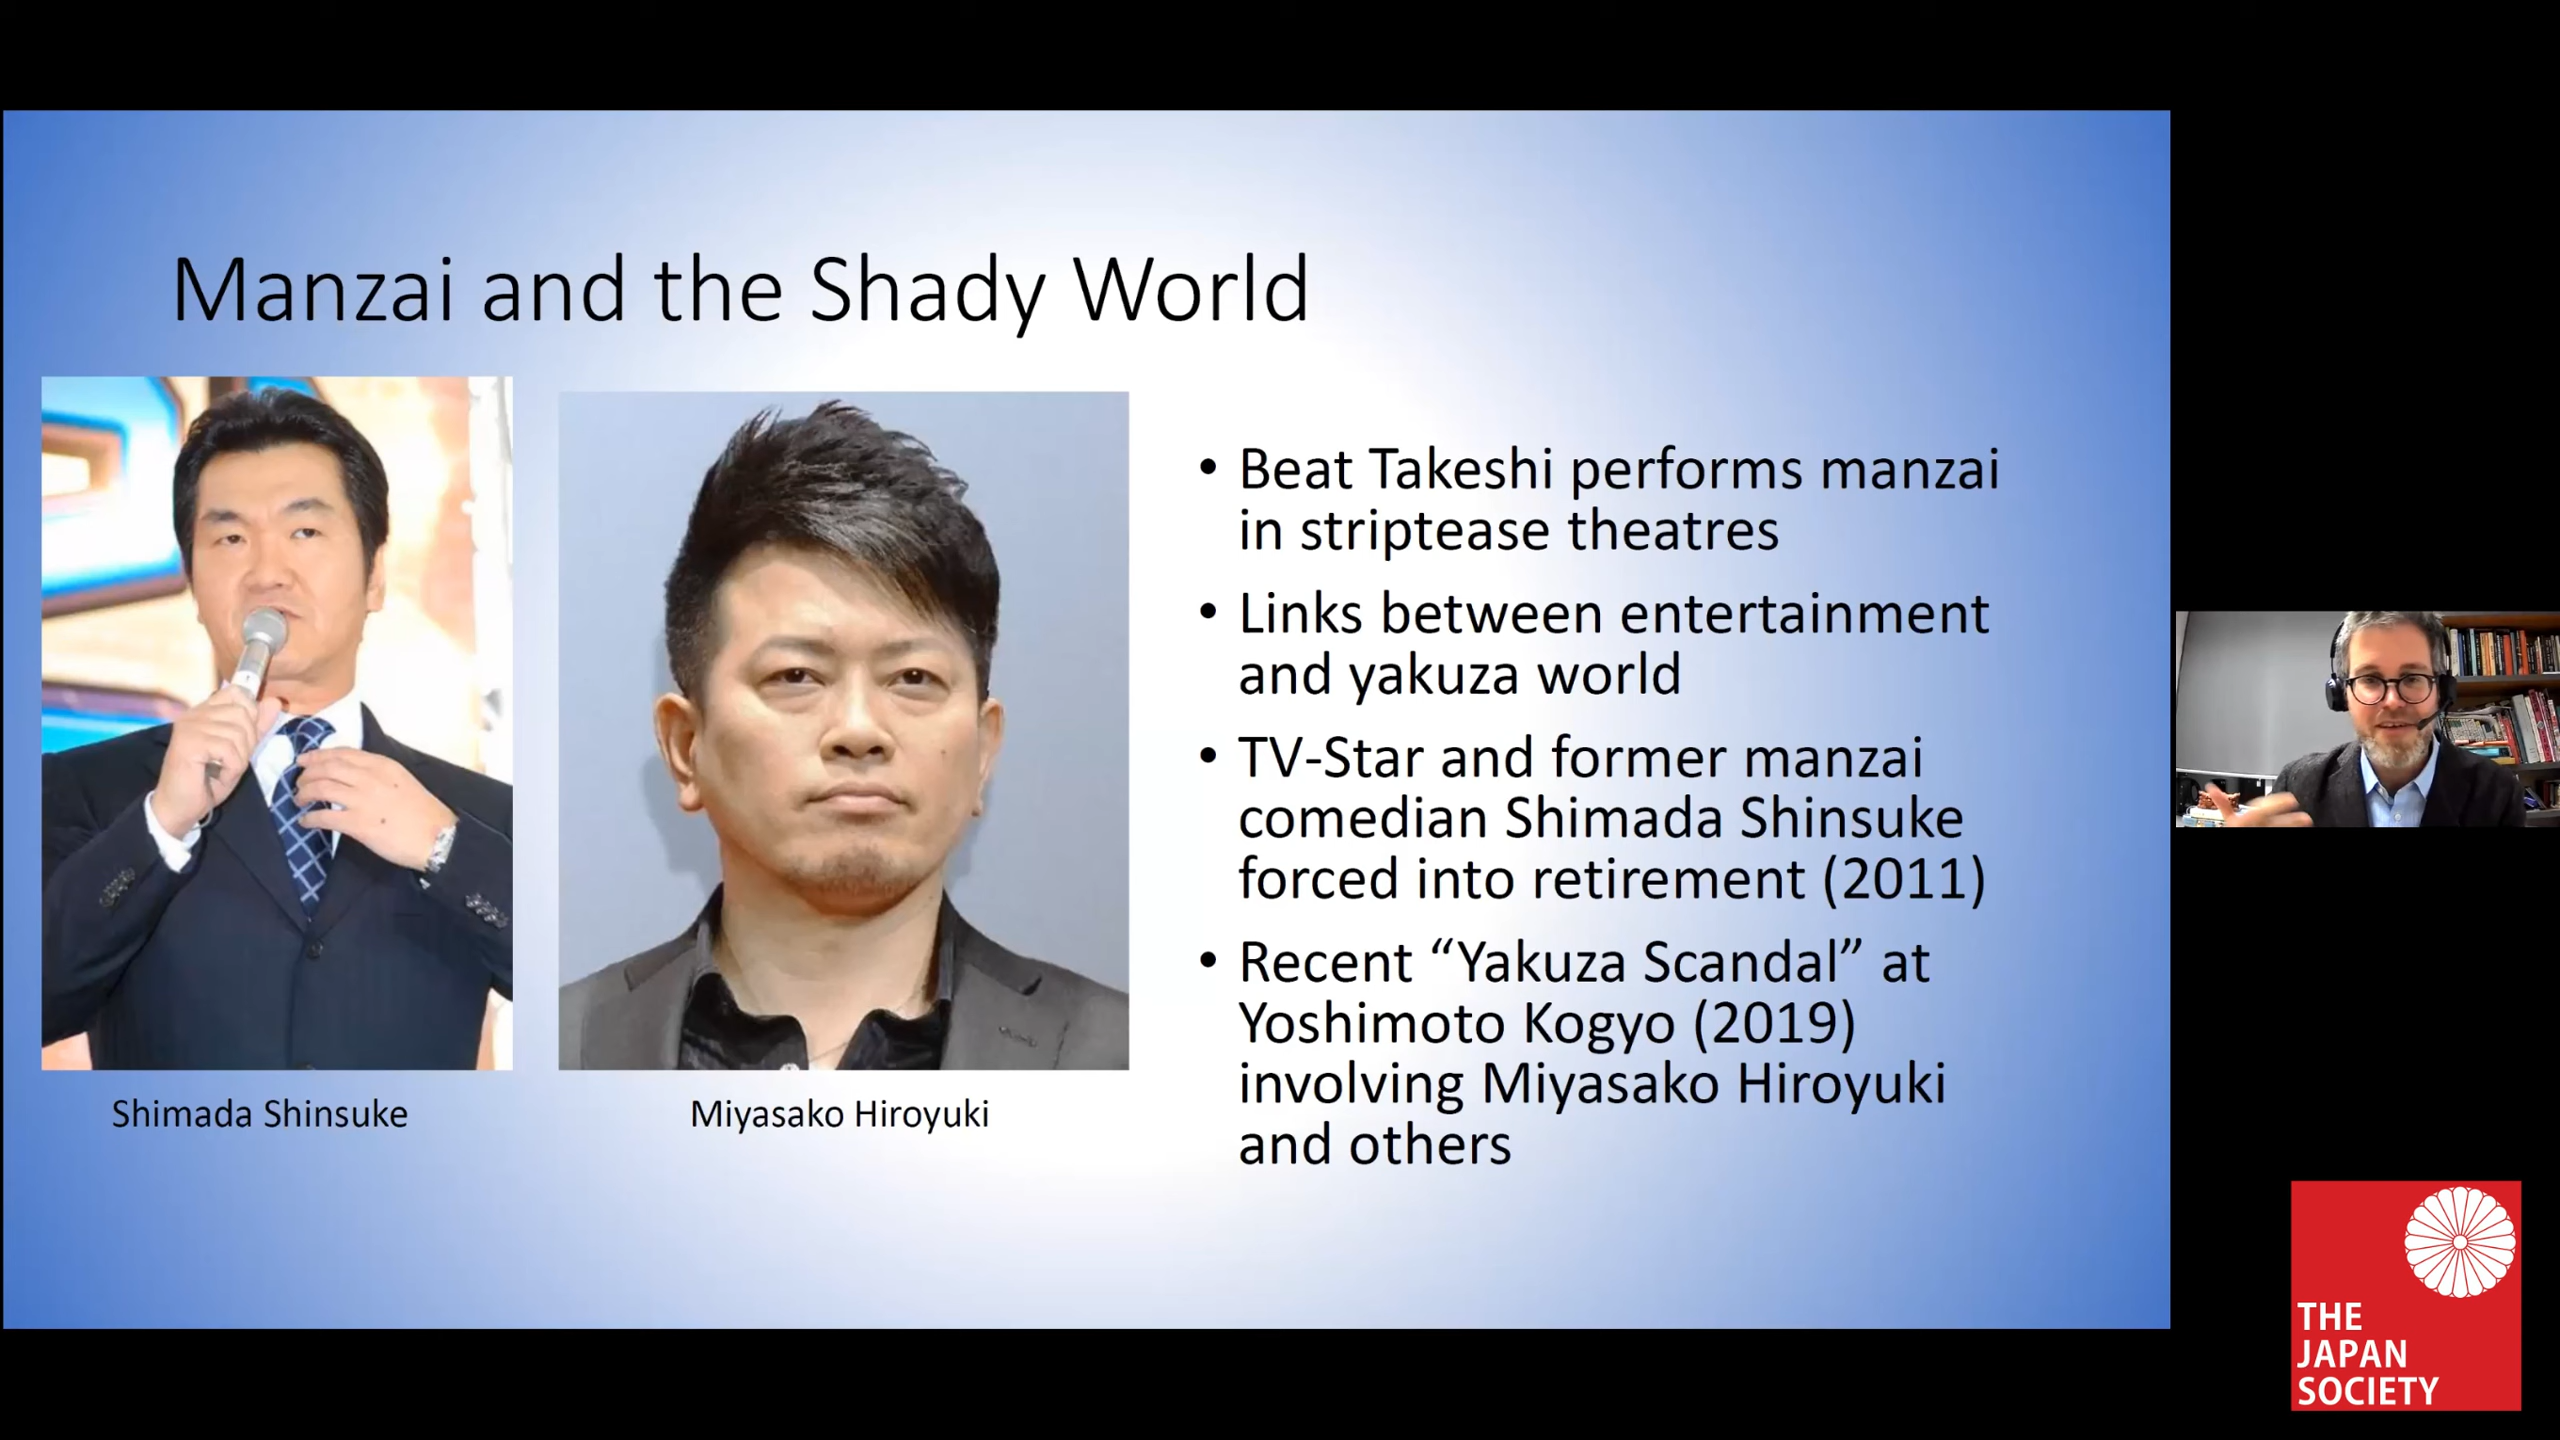 Manzai and the Shady World
Shimada Shinsuke
Miyasako Hiroyuki
• Beat Takeshi performs manzai
in striptease theatres
• Links between entertainment
and yakuza world
• TV-Star and former manzai
comedian Shimada Shinsuke
forced into retirement (2011)
• Recent “Yakuza Scandal” at
Yoshimoto Kogyo (2019)
involving Miyasako Hiroyuki
and others
THE
JAPAN
SOCIETY